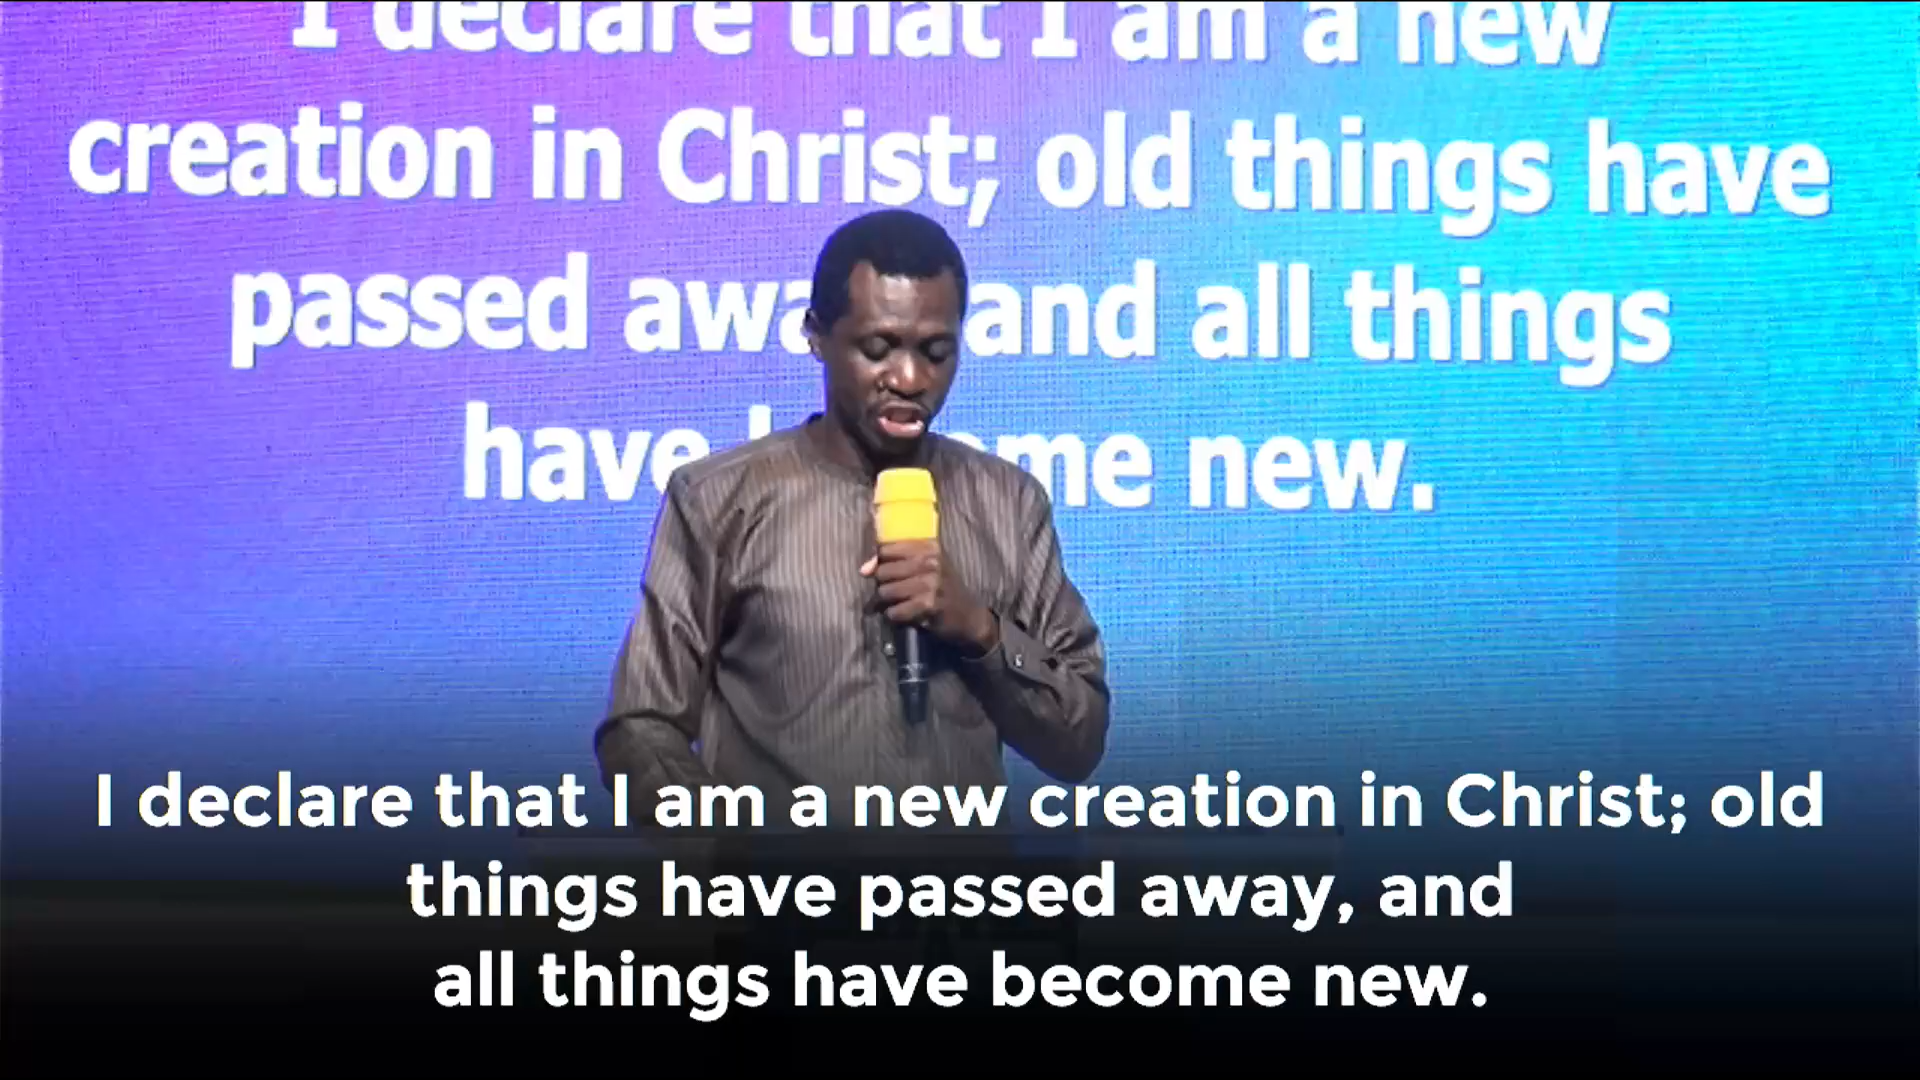 I declare that I am a new
creation in Christ; old things have
passed and all things
have new.
I declare that I am a new creation in Christ; old
things have passed away, and
all things have become new.